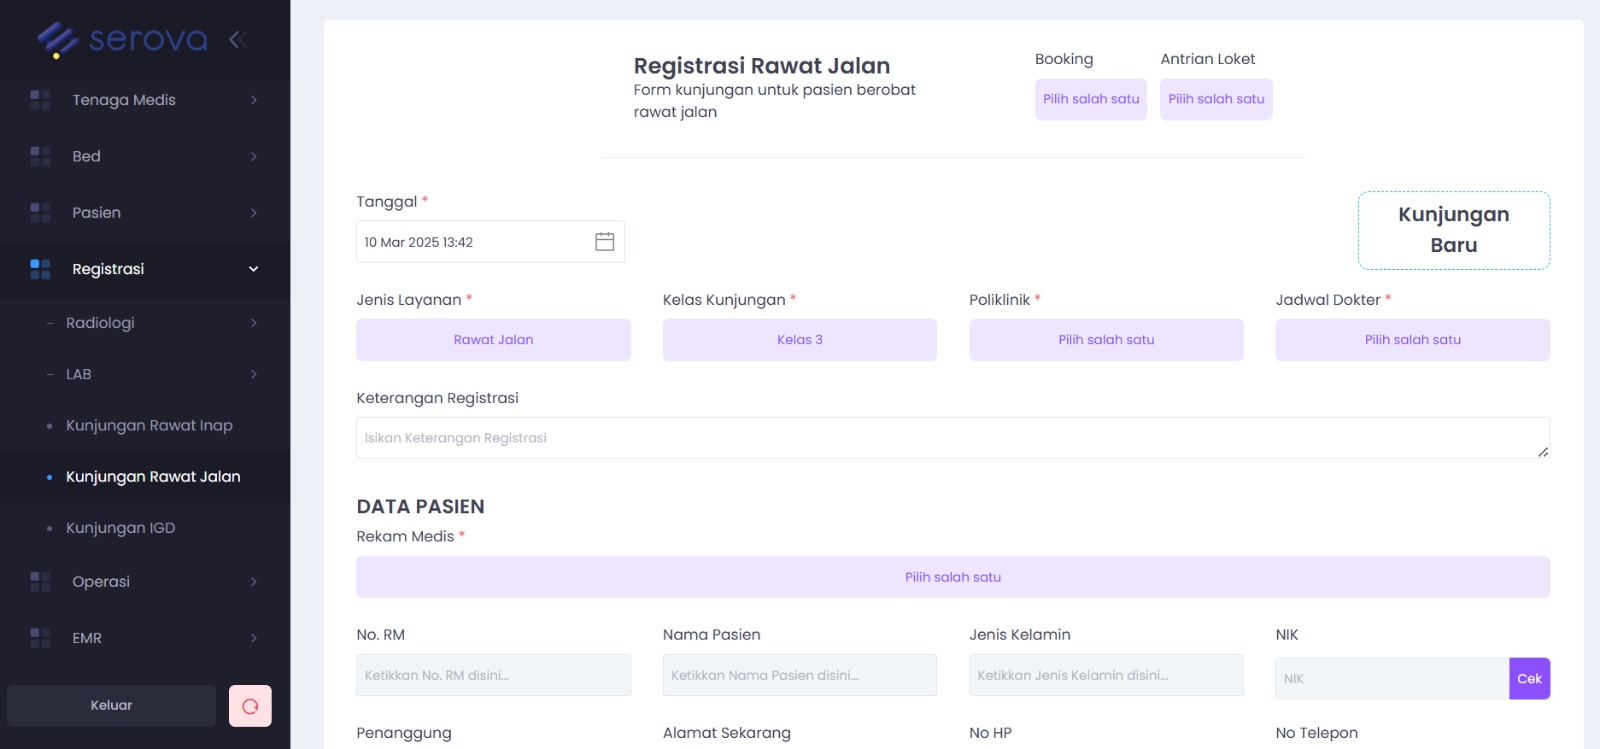 serova
Tenaga Medis
Bed
Pasien
Registrasi
Radiologi
LAB
Kunjungan Rawat Inap
Kunjungan Rawat Jalan
Kunjungan IGD
Operasi
EMR
Keluar
Registrasi Rawat Jalan
Form kunjungan untuk pasien berobat
rawat jalan
Booking
Pilih salah satu
Antrian Loket
Pilih salah satu
Tanggal *
10 Mar 2025 13:42
Kunjungan
Baru
Jenis Layanan *
Rawat Jalan
Kelas Kunjungan *
Kelas 3
Poliklinik *
Pilih salah satu
Jadwal Dokter *
Pilih salah satu
Keterangan Registrasi
Isikan Keterangan Registrasi
DATA PASIEN
Rekam Medis *
Pilih salah satu
No. RM
Ketikkan No. RM disini...
Nama Pasien
Ketikkan Nama Pasien disini...
Jenis Kelamin
Ketikkan Jenis Kelamin disini...
NIK
NIK
Cek
Penanggung
Alamat Sekarang
No HP
No Telepon